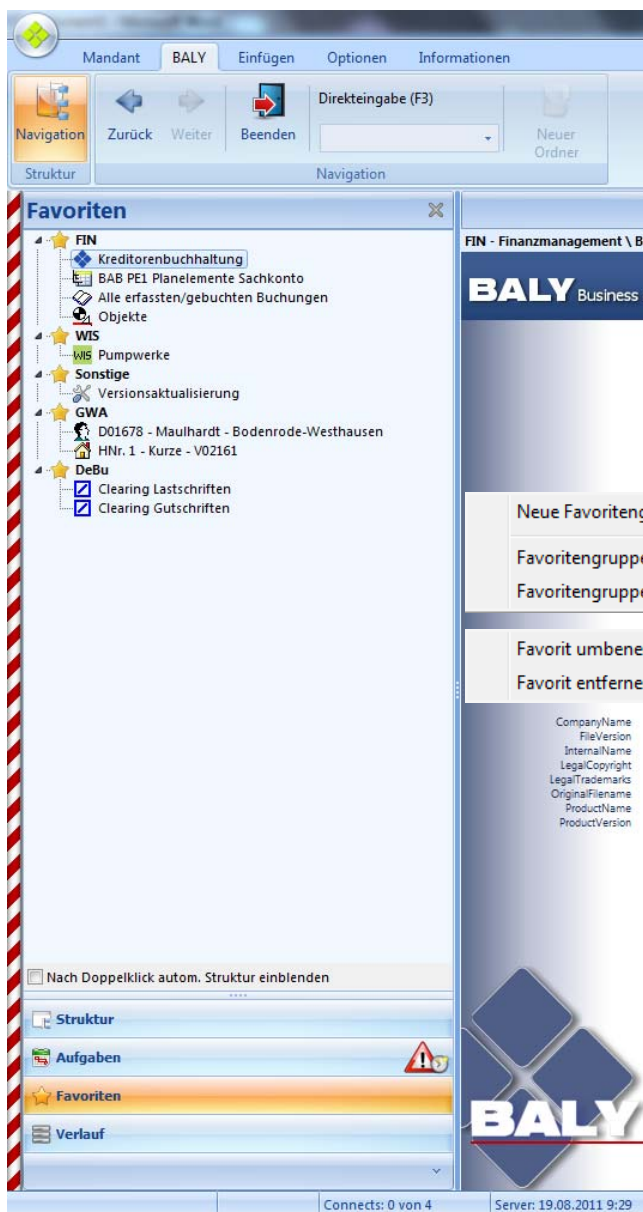 Mandant BALY Einfügen Optionen Informationen
Navigation Zurück Weiter Beenden Direkteingabe (F3) Neuer Ordner
Struktur Navigation
Favoriten
FIN - Finanzmanagement \ B
FIN
Kreditorenbuchhaltung
BAB PE1 Planelemente Sachkonto
Alle erfassten/gebuchten Buchungen
Objekte
WIS
WIS Pumpwerke
Sonstige
Versionsaktualisierung
GWA
D01678 - Maulhardt - Bodenrode-Westhausen
HNr. 1 - Kurze - V02161
DeBu
Clearing Lastschriften
Clearing Gutschriften
BALY Business
Neue Favoriteng
Favoritengruppe
Favoritengruppe
Favorit umbene
Favorit entferne
CompanyName
FileVersion
InternalName
LegalCopyright
LegalTrademarks
OriginalFilename
ProductName
ProductVersion
Nach Doppelklick autom. Struktur einblenden
Struktur
Aufgaben
Favoriten
Verlauf
BALY
Connects: 0 von 4 Server: 19.08.2011 9:29